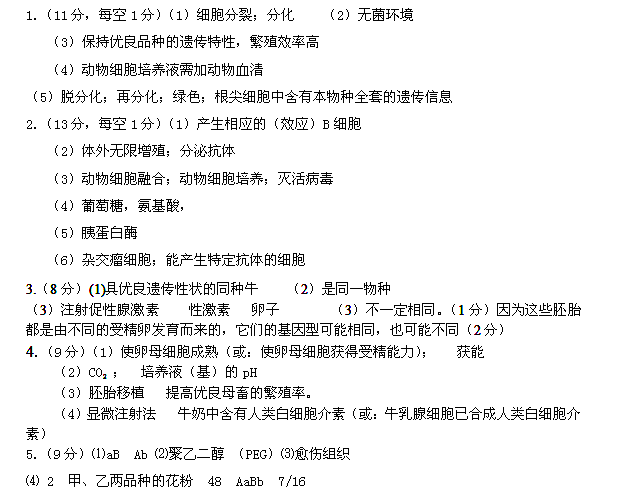 1.（11分，每空1分）（1）细胞分裂；分化　　（2）无菌环境
（3）保持优良品种的遗传特性，繁殖效率高
（4）动物细胞培养液需加动物血清
（5）脱分化；再分化；绿色；根尖细胞中含有本物种全套的遗传信息
2.（13分，每空1分）（1）产生相应的（效应）B细胞
（2）体外无限增殖；分泌抗体
（3）动物细胞融合；动物细胞培养；灭活病毒
（4）葡萄糖，氨基酸，
（5）胰蛋白酶
（6）杂交瘤细胞；能产生特定抗体的细胞
3.（8分）(1)具优良遗传性状的同种牛　　（2）是同一物种
（3）注射促性腺激素　　性激素　卵子　　　（3）不一定相同。（1分）因为这些胚胎
都是由不同的受精卵发育而来的，它们的基因型可能相同，也可能不同（2分）
4.（9分）（1）使卵母细胞成熟（或：使卵母细胞获得受精能力）；　　获能
（2）CO₂；　培养液（基）的pH
（3）胚胎移植　提高优良母畜的繁殖率。
（4）显微注射法　牛奶中含有人类白细胞介素（或：牛乳腺细胞已合成人类白细胞介
素）
5.（9分）⑴aB　Ab ⑵聚乙二醇 （PEG）⑶愈伤组织
⑷ 2　甲、乙两品种的花粉　48　AaBb　7/16